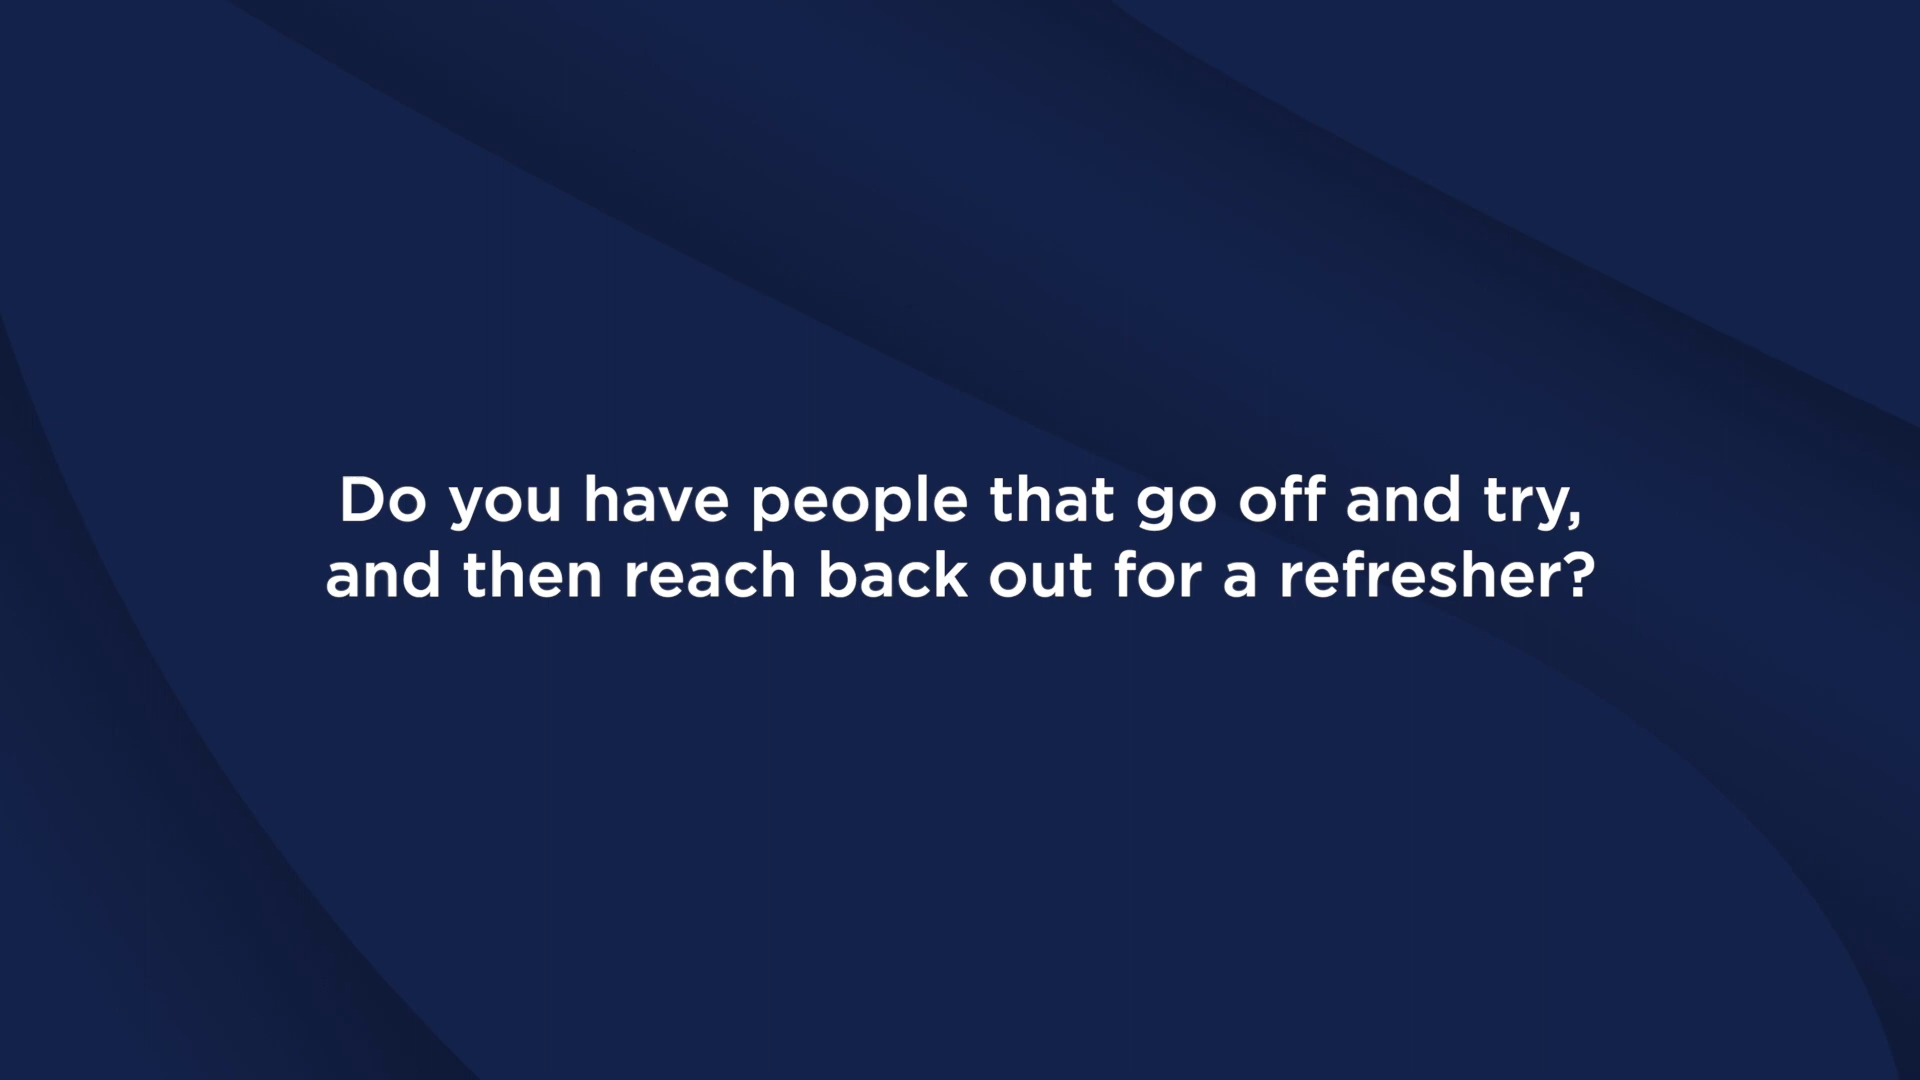 Do you have people that go off and try,
and then reach back out for a refresher?